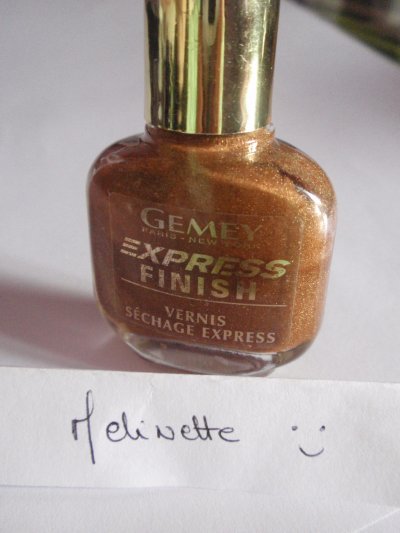 GEMEY
PARIS - NEW YORK
EXPRESS
FINISH
VERNIS
SÉCHAGE EXPRESS
Melinette :)